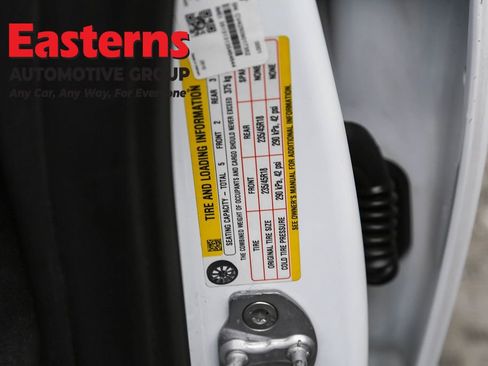 Easterns
AUTOMOTIVE GROUP
Any Car, Any Way, For Everyone
TIRE AND LOADING INFORMATION
SEATING CAPACITY – TOTAL 5 FRONT 2 REAR 3
THE COMBINED WEIGHT OF OCCUPANTS AND CARGO SHOULD NEVER EXCEED 375 kg
TIRE FRONT REAR SPARE
ORIGINAL TIRE SIZE 235/45R18 235/45R18 NONE
COLD TIRE PRESSURE 290 kPa, 42 psi 290 kPa, 42 psi NONE
SEE OWNER'S MANUAL FOR ADDITIONAL INFORMATION.